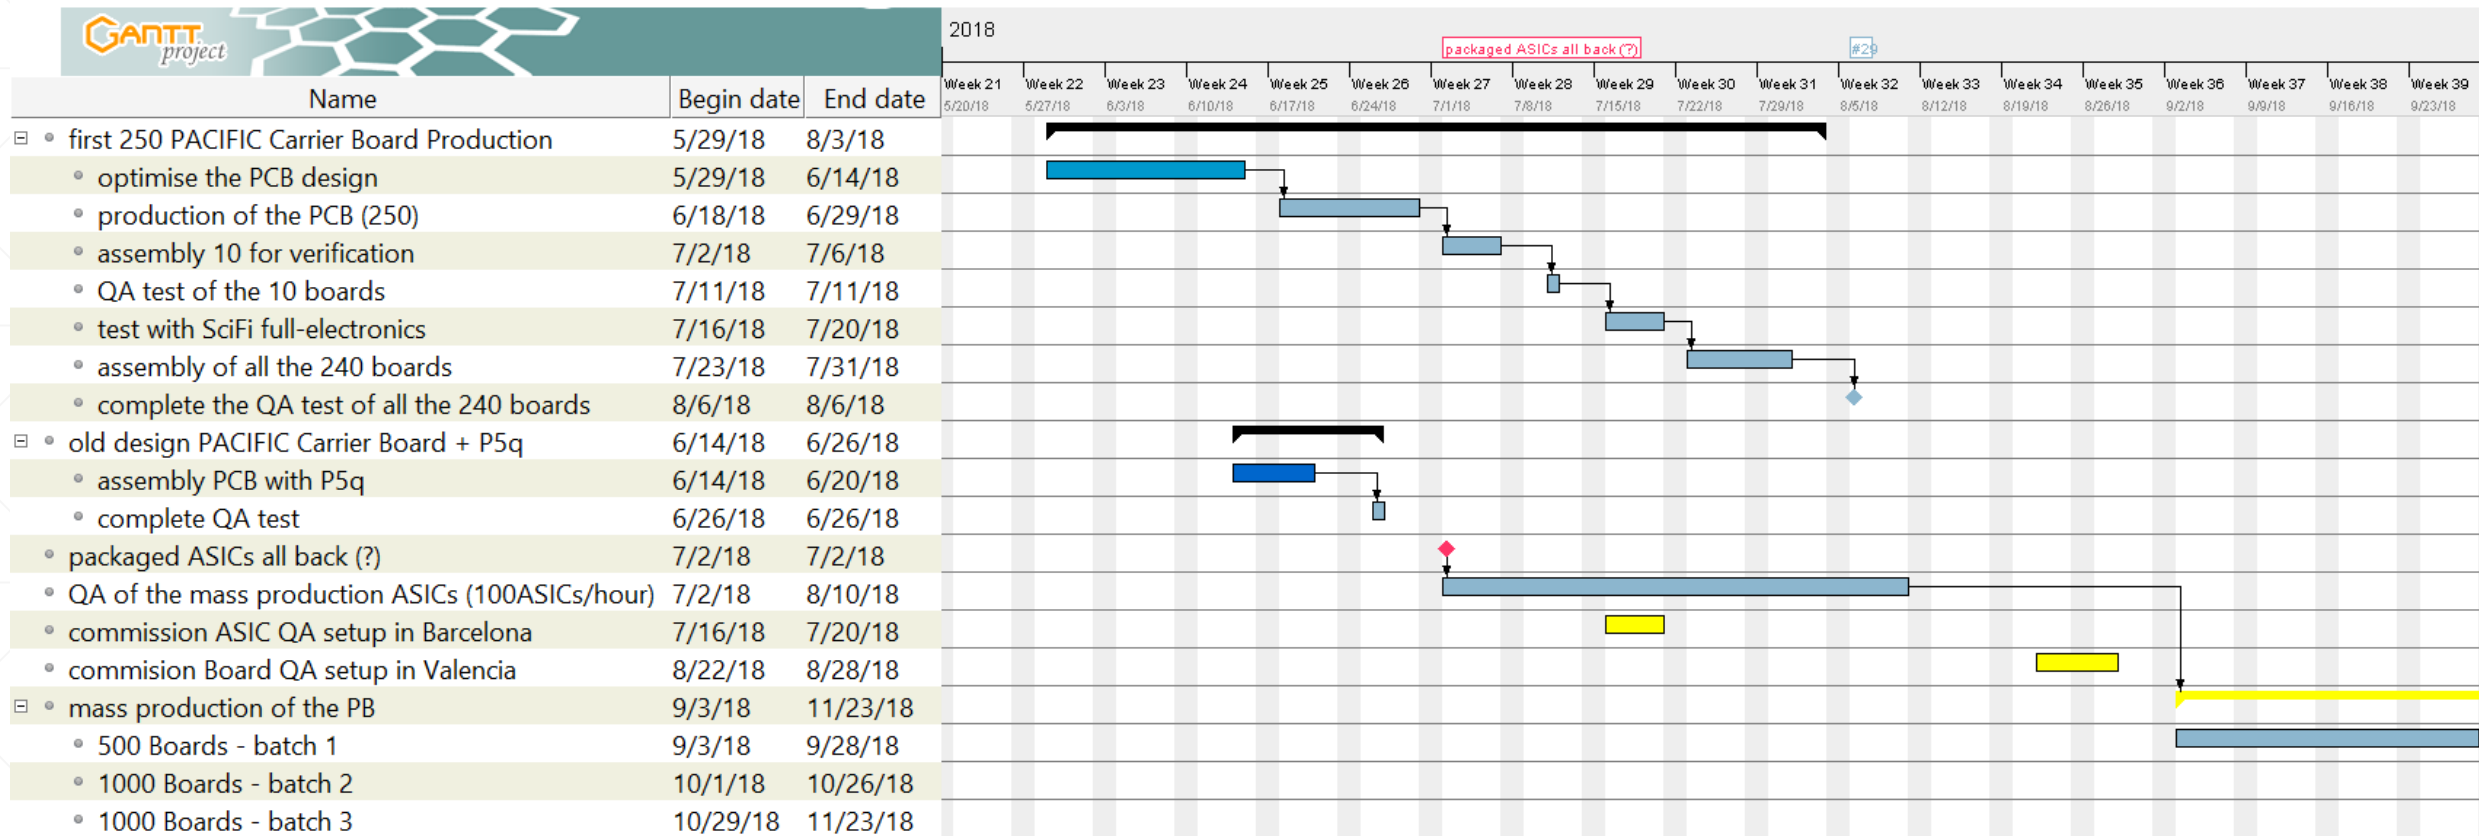 GANTT
project
2018
packaged ASICs all back (?)
#29
Name Begin date End date
Week 21 Week 22 Week 23 Week 24 Week 25 Week 26 Week 27 Week 28 Week 29 Week 30 Week 31 Week 32 Week 33 Week 34 Week 35 Week 36 Week 37 Week 38 Week 39
5/20/18 5/27/18 6/3/18 6/10/18 6/17/18 6/24/18 7/1/18 7/8/18 7/15/18 7/22/18 7/29/18 8/5/18 8/12/18 8/19/18 8/26/18 9/2/18 9/9/18 9/16/18 9/23/18
first 250 PACIFIC Carrier Board Production 5/29/18 8/3/18
optimise the PCB design 5/29/18 6/14/18
production of the PCB (250) 6/18/18 6/29/18
assembly 10 for verification 7/2/18 7/6/18
QA test of the 10 boards 7/11/18 7/11/18
test with SciFi full-electronics 7/16/18 7/20/18
assembly of all the 240 boards 7/23/18 7/31/18
complete the QA test of all the 240 boards 8/6/18 8/6/18
old design PACIFIC Carrier Board + P5q 6/14/18 6/26/18
assembly PCB with P5q 6/14/18 6/20/18
complete QA test 6/26/18 6/26/18
packaged ASICs all back (?) 7/2/18 7/2/18
QA of the mass production ASICs (100ASICs/hour) 7/2/18 8/10/18
commission ASIC QA setup in Barcelona 7/16/18 7/20/18
commision Board QA setup in Valencia 8/22/18 8/28/18
mass production of the PB 9/3/18 11/23/18
500 Boards - batch 1 9/3/18 9/28/18
1000 Boards - batch 2 10/1/18 10/26/18
1000 Boards - batch 3 10/29/18 11/23/18